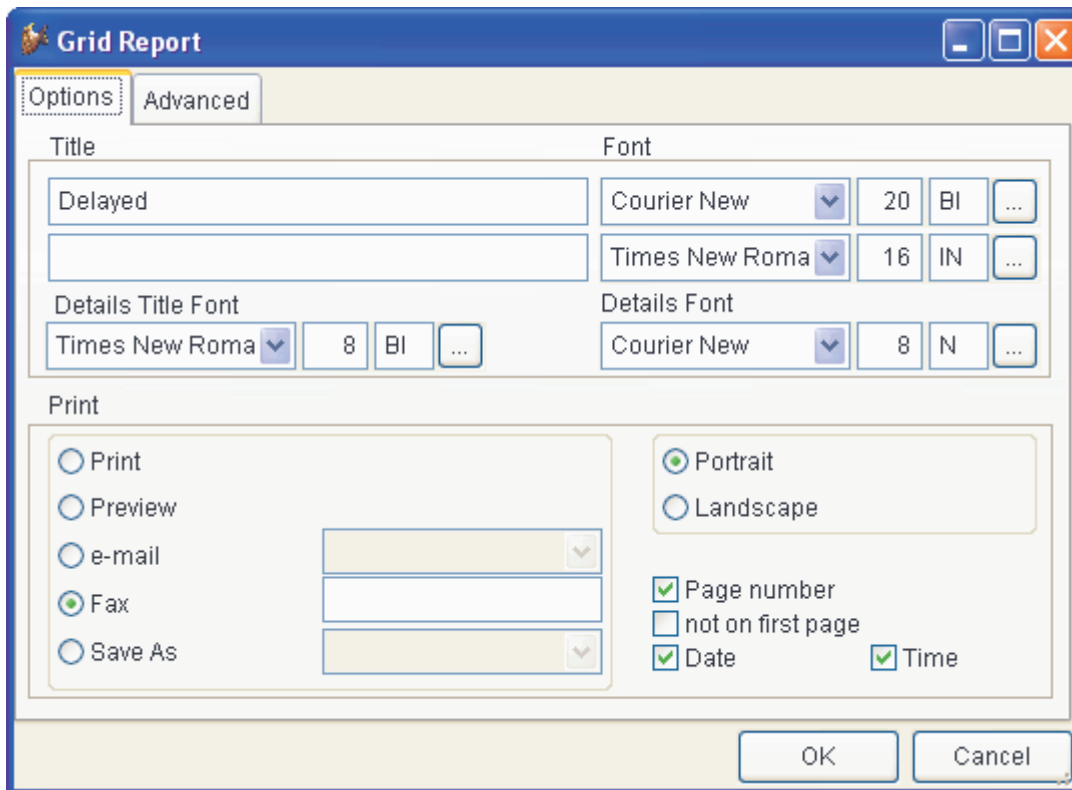 Grid Report
Options Advanced
Title Font
Delayed Courier New 20 BI ...
Times New Roma 16 IN ...
Details Title Font Details Font
Times New Roma 8 BI ... Courier New 8 N ...
Print
Print Portrait
Preview Landscape
e-mail
Fax Page number
not on first page
Save As Date Time
OK Cancel